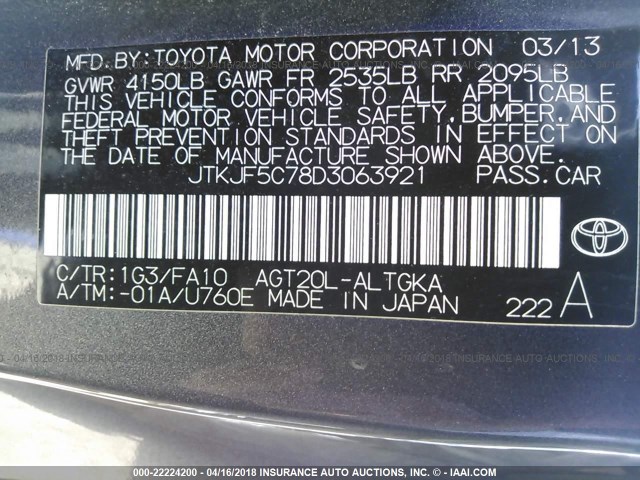 MFD.BY:TOYOTA MOTOR CORPORATION 03/13
GVWR 4150LB GAWR FR 2535LB RR 2095LB
THIS VEHICLE CONFORMS TO ALL APPLICABLE
FEDERAL MOTOR VEHICLE SAFETY,BUMPER,AND
THEFT PREVENTION STANDARDS IN EFFECT ON
THE DATE OF MANUFACTURE SHOWN ABOVE.
JTKJF5C78D3063921 PASS.CAR
C/TR:1G3/FA10 AGT20L-ALTGKA
A/TM:-01A/U760E MADE IN JAPAN 222 A
000-22224200 - 04/16/2018 - INSURANCE AUTO AUCTIONS, INC. (C) - IAAI.COM